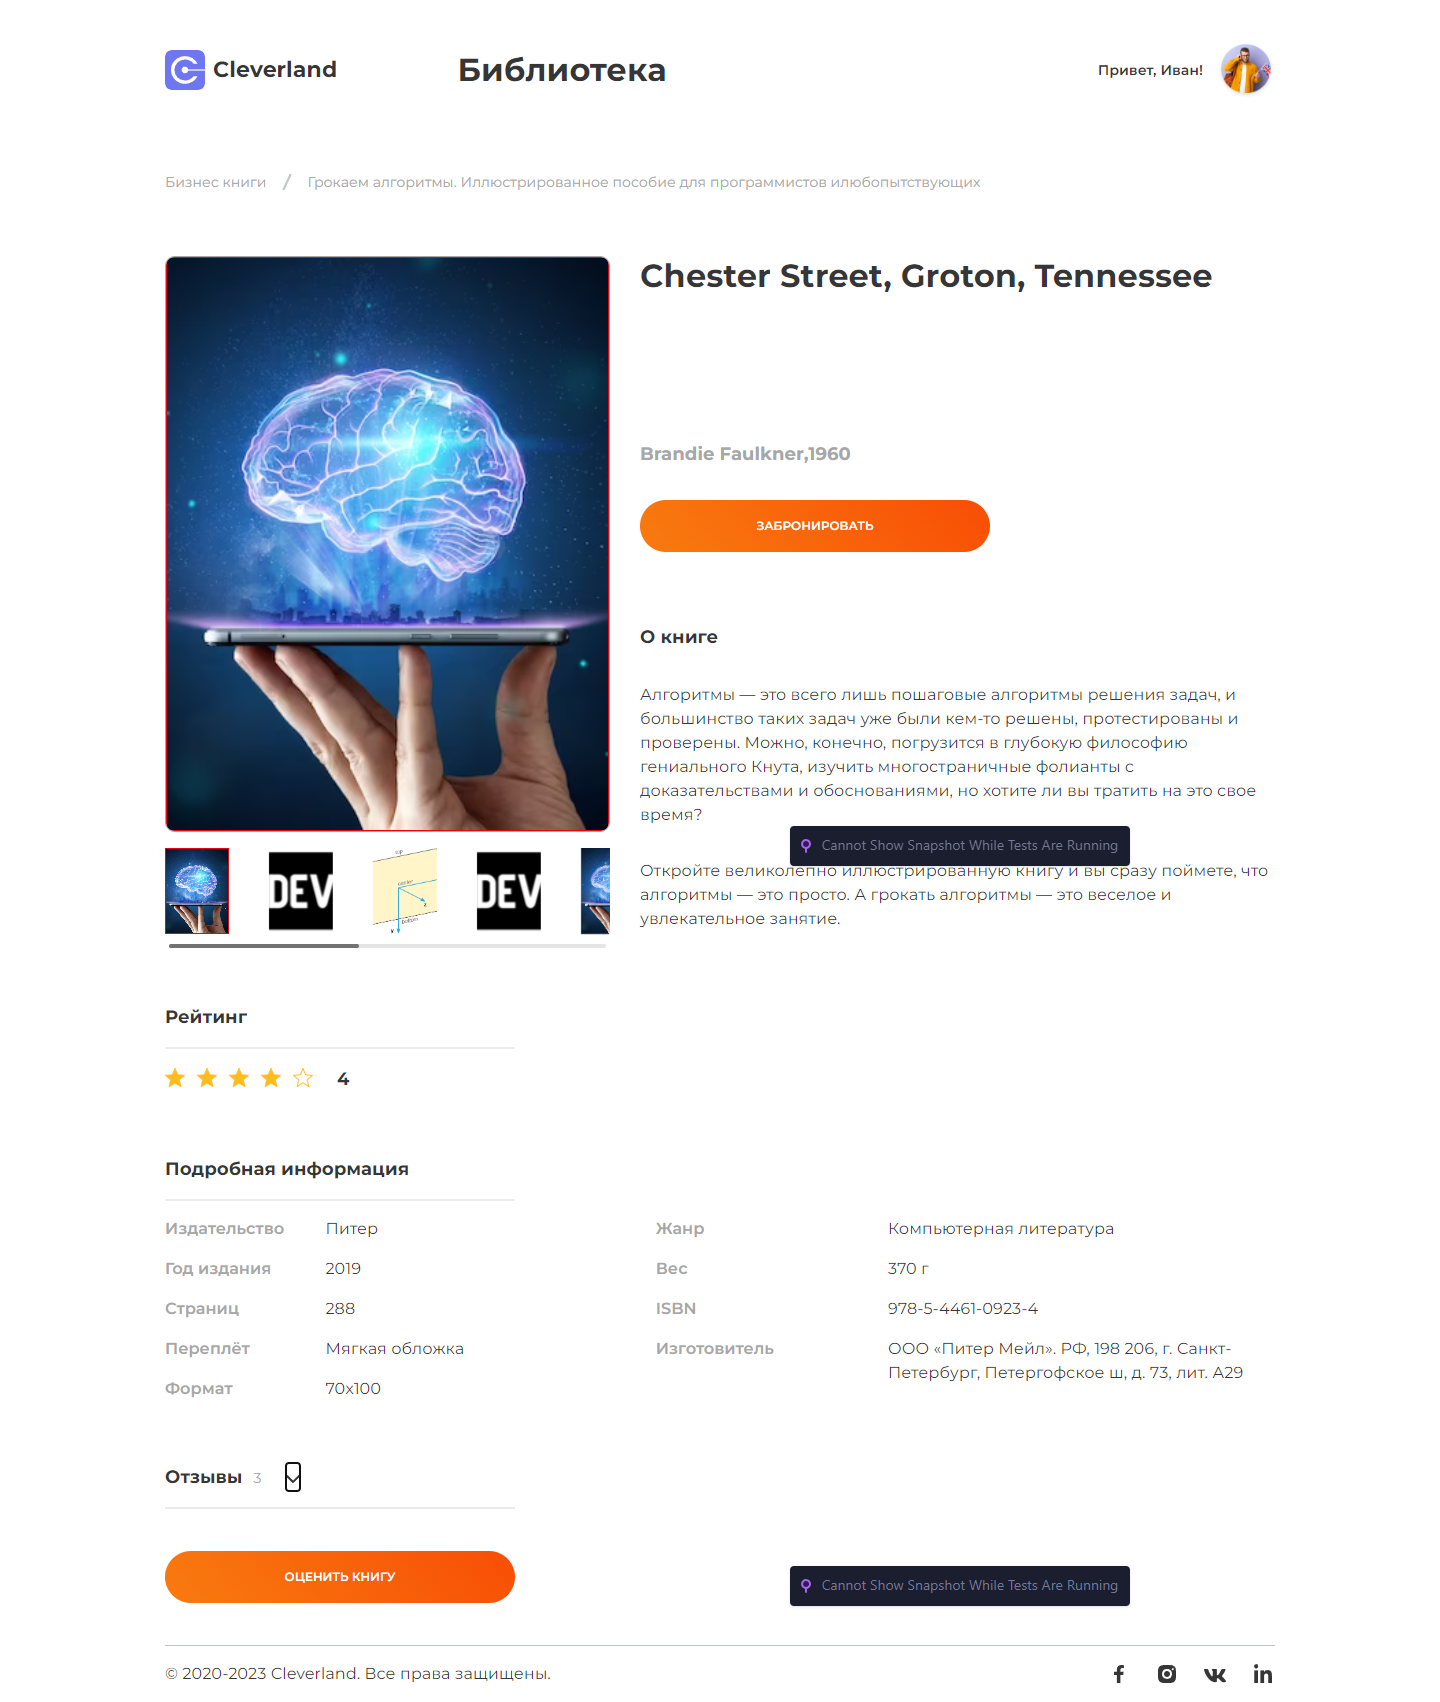 Cleverland
Библиотека
Привет, Иван!
Бизнес книги / Грокаем алгоритмы. Иллюстрированное пособие для программистов илюбопытствующих
Chester Street, Groton, Tennessee
Brandie Faulkner,1960
ЗАБРОНИРОВАТЬ
О книге
Алгоритмы — это всего лишь пошаговые алгоритмы решения задач, и
большинство таких задач уже были кем-то решены, протестированы и
проверены. Можно, конечно, погрузится в глубокую философию
гениального Кнута, изучить многостраничные фолианты с
доказательствами и обоснованиями, но хотите ли вы тратить на это свое
время?
Cannot Show Snapshot While Tests Are Running
Откройте великолепно иллюстрированную книгу и вы сразу поймете, что
алгоритмы — это просто. А грокать алгоритмы — это веселое и
увлекательное занятие.
DEV
top
center
z
bottom
y
DEV
Рейтинг
4
Подробная информация
Издательство Питер
Год издания 2019
Страниц 288
Переплёт Мягкая обложка
Формат 70х100
Жанр Компьютерная литература
Вес 370 г
ISBN 978-5-4461-0923-4
Изготовитель ООО «Питер Мейл». РФ, 198 206, г. Санкт-
Петербург, Петергофское ш, д. 73, лит. А29
Отзывы 3
ОЦЕНИТЬ КНИГУ
Cannot Show Snapshot While Tests Are Running
© 2020-2023 Cleverland. Все права защищены.